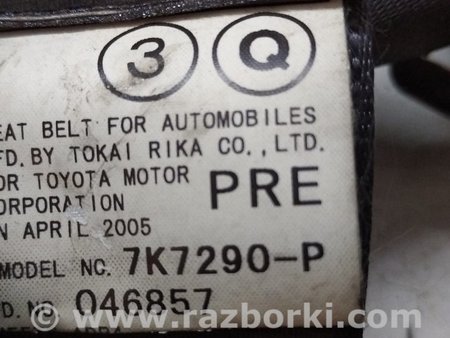 3 Q
EAT BELT FOR AUTOMOBILES
FD. BY TOKAI RIKA CO., LTD.
OR TOYOTA MOTOR
ORPORATION
PRE
N APRIL 2005
MODEL NO. 7K7290-P
D. NO 046857
www.razborki.com